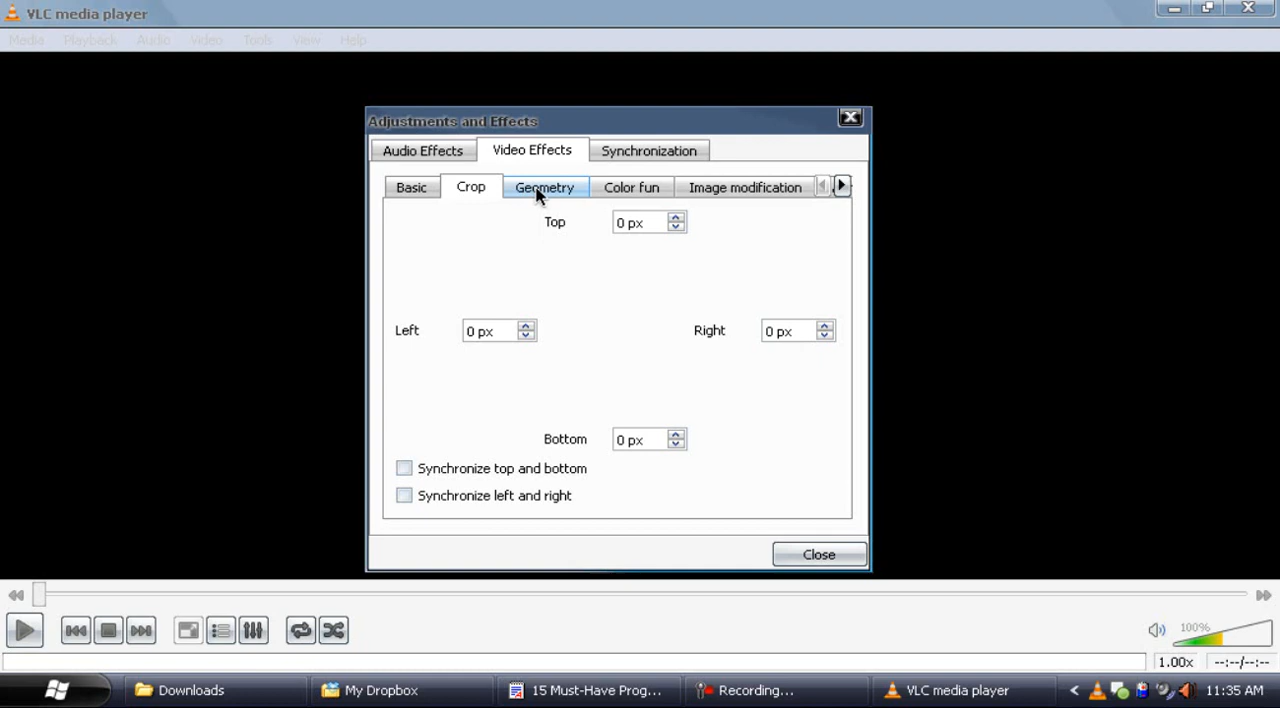 VLC media player
Media Playback Audio Video Tools View Help
Adjustments and Effects
Audio Effects Video Effects Synchronization
Basic Crop Geometry Color fun Image modification
Top 0 px
Left 0 px Right 0 px
Bottom 0 px
Synchronize top and bottom
Synchronize left and right
Close
100%
1.00x --:--/--:--
Downloads My Dropbox 15 Must-Have Prog... Recording... VLC media player 11:35 AM